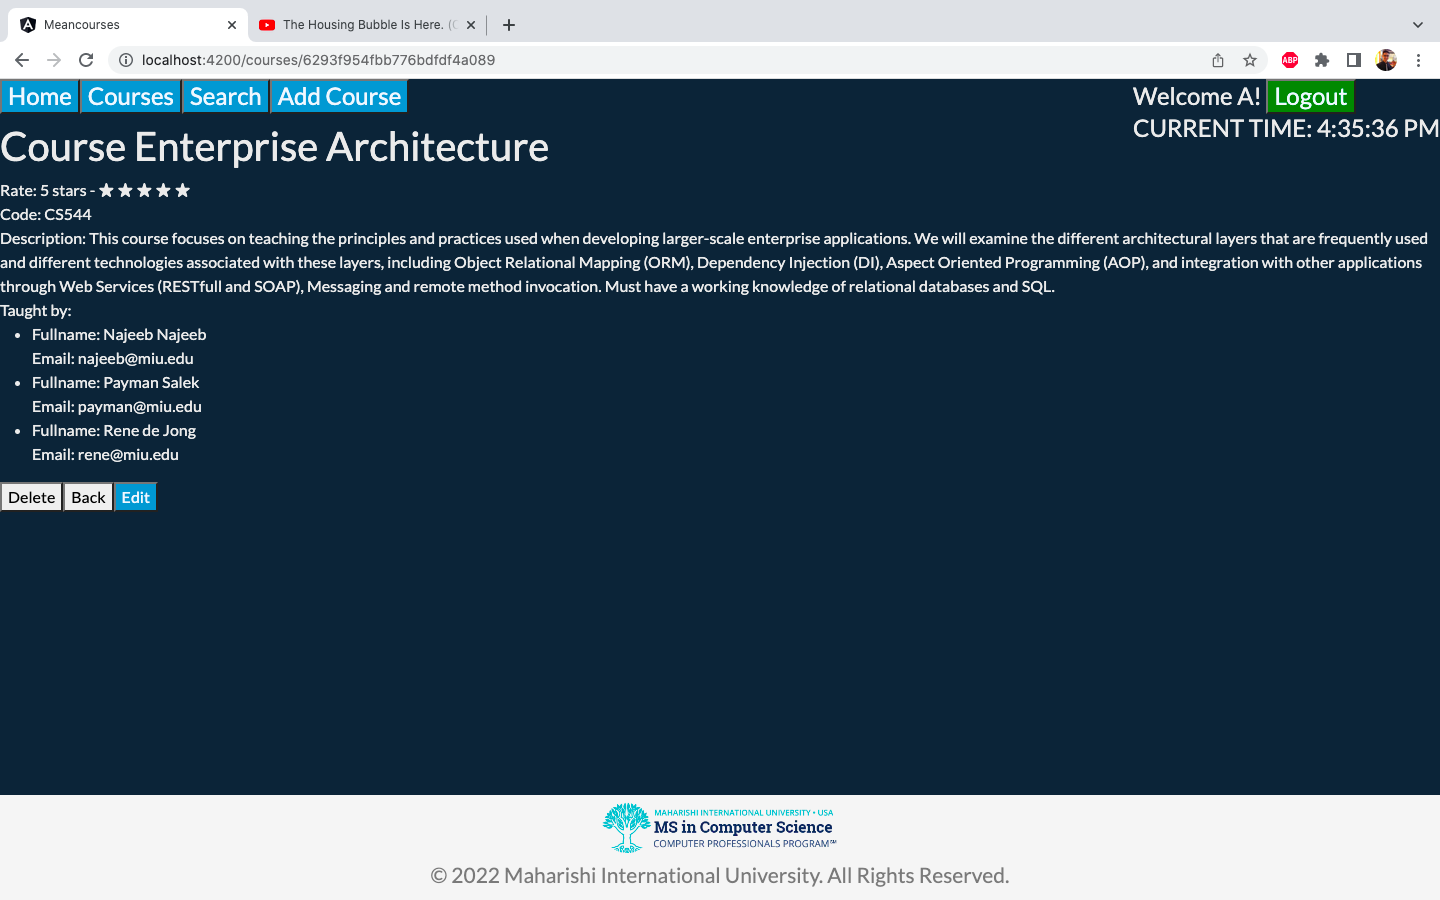 Meancourses
The Housing Bubble Is Here. (
localhost:4200/courses/6293f954fbb776bdfdf4a089
ABP
Home Courses Search Add Course
Welcome A! Logout
CURRENT TIME: 4:35:36 PM
Course Enterprise Architecture
Rate: 5 stars - ★ ★ ★ ★ ★
Code: CS544
Description: This course focuses on teaching the principles and practices used when developing larger-scale enterprise applications. We will examine the different architectural layers that are frequently used
and different technologies associated with these layers, including Object Relational Mapping (ORM), Dependency Injection (DI), Aspect Oriented Programming (AOP), and integration with other applications
through Web Services (RESTfull and SOAP), Messaging and remote method invocation. Must have a working knowledge of relational databases and SQL.
Taught by:
• Fullname: Najeeb Najeeb
Email: najeeb@miu.edu
• Fullname: Payman Salek
Email: payman@miu.edu
• Fullname: Rene de Jong
Email: rene@miu.edu
Delete Back Edit
MAHARISHI INTERNATIONAL UNIVERSITY • USA
MS in Computer Science
COMPUTER PROFESSIONALS PROGRAM™
© 2022 Maharishi International University. All Rights Reserved.